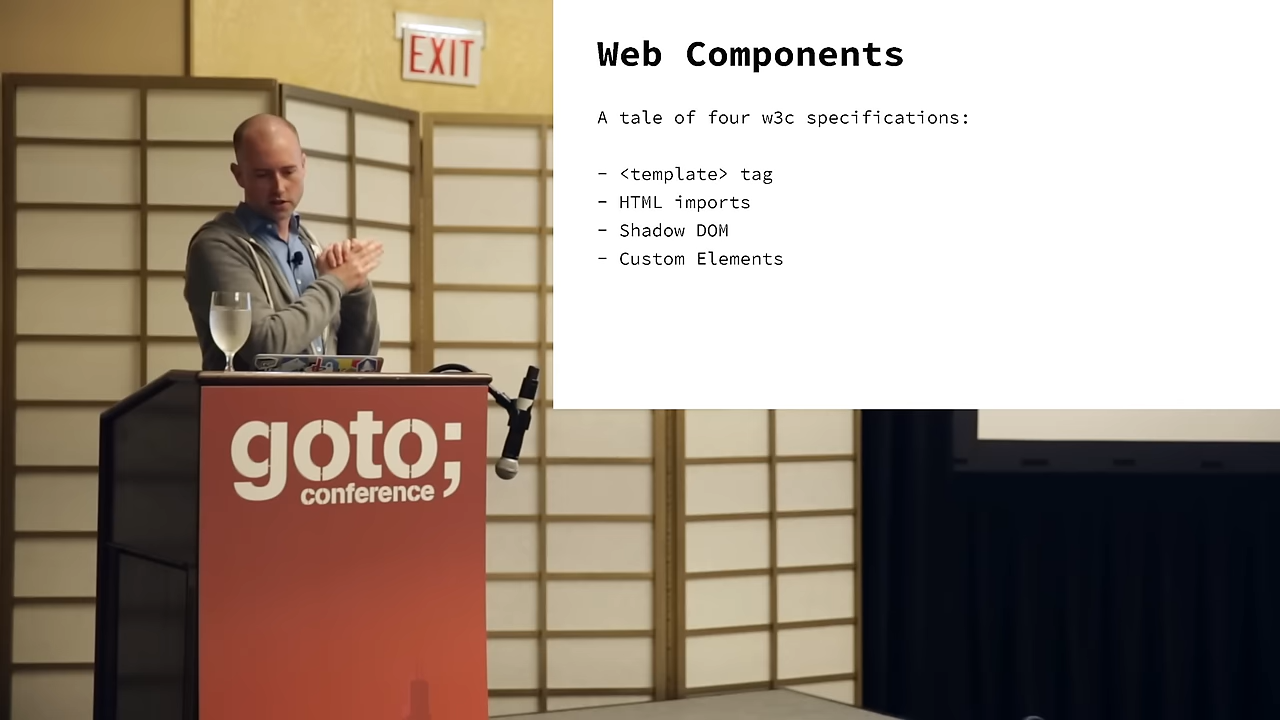 EXIT
Web Components
A tale of four w3c specifications:
- <template> tag
- HTML imports
- Shadow DOM
- Custom Elements
goto;
conference